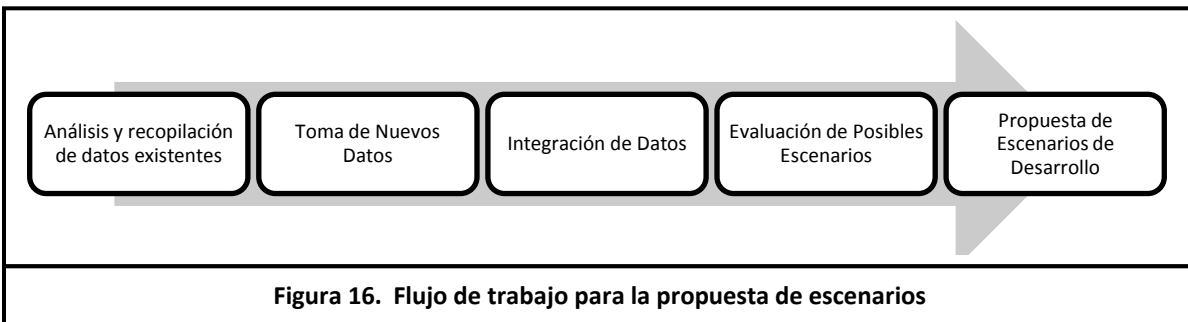 Análisis y recopilación
de datos existentes
Toma de Nuevos
Datos
Integración de Datos
Evaluación de Posibles
Escenarios
Propuesta de
Escenarios de
Desarrollo
Figura 16. Flujo de trabajo para la propuesta de escenarios